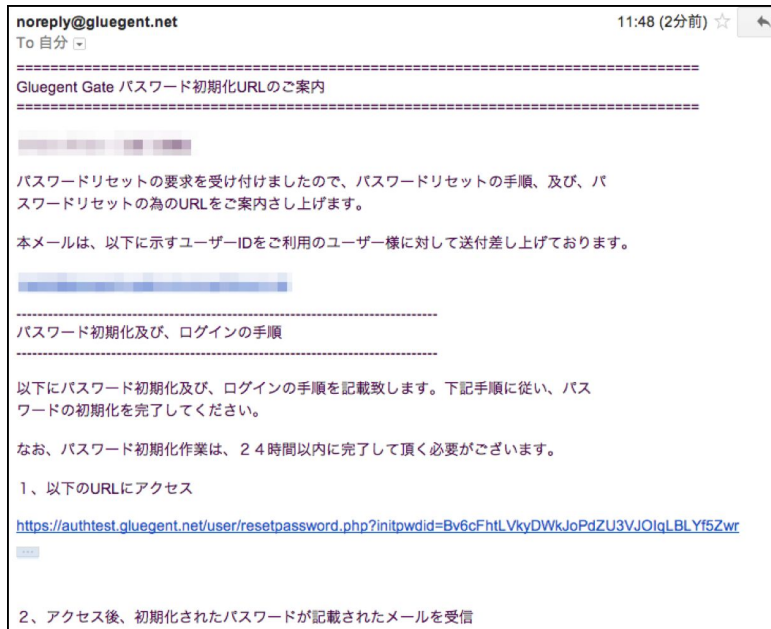 noreply@gluegent.net
11:48 (2分前)
To 自分
================================================================================
Gluegent Gate パスワード初期化URLのご案内
================================================================================
パスワードリセットの要求を受け付けましたので、パスワードリセットの手順、及び、パ
スワードリセットの為のURLをご案内さし上げます。
本メールは、以下に示すユーザーIDをご利用のユーザー様に対して送付差し上げております。
--------------------------------------------------------------------------------
パスワード初期化及び、ログインの手順
--------------------------------------------------------------------------------
以下にパスワード初期化及び、ログインの手順を記載致します。下記手順に従い、パス
ワードの初期化を完了してください。
なお、パスワード初期化作業は、２４時間以内に完了して頂く必要がございます。
１、以下のURLにアクセス
https://authtest.gluegent.net/user/resetpassword.php?initpwdid=Bv6cFhtLVkyDWkJoPdZU3VJOIqLBLYf5Zwr
２、アクセス後、初期化されたパスワードが記載されたメールを受信